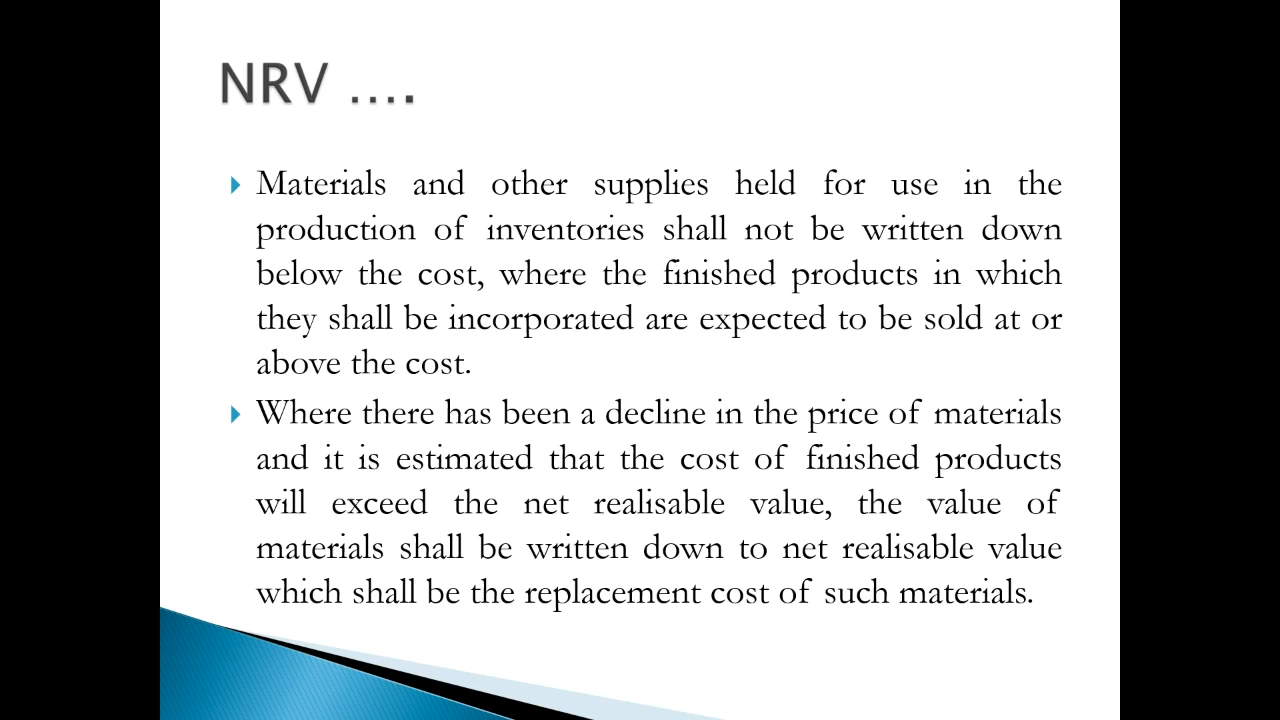 NRV ….
Materials and other supplies held for use in the
production of inventories shall not be written down
below the cost, where the finished products in which
they shall be incorporated are expected to be sold at or
above the cost.
Where there has been a decline in the price of materials
and it is estimated that the cost of finished products
will exceed the net realisable value, the value of
materials shall be written down to net realisable value
which shall be the replacement cost of such materials.